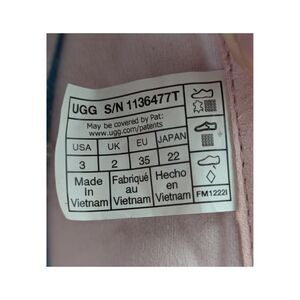 UGG S/N 1136477T
May be covered by Pat:
www.ugg.com/patents
USA UK EU JAPAN
3 2 35 22
Made In Vietnam
Fabriqué au Vietnam
Hecho en Vietnam
FM1222I